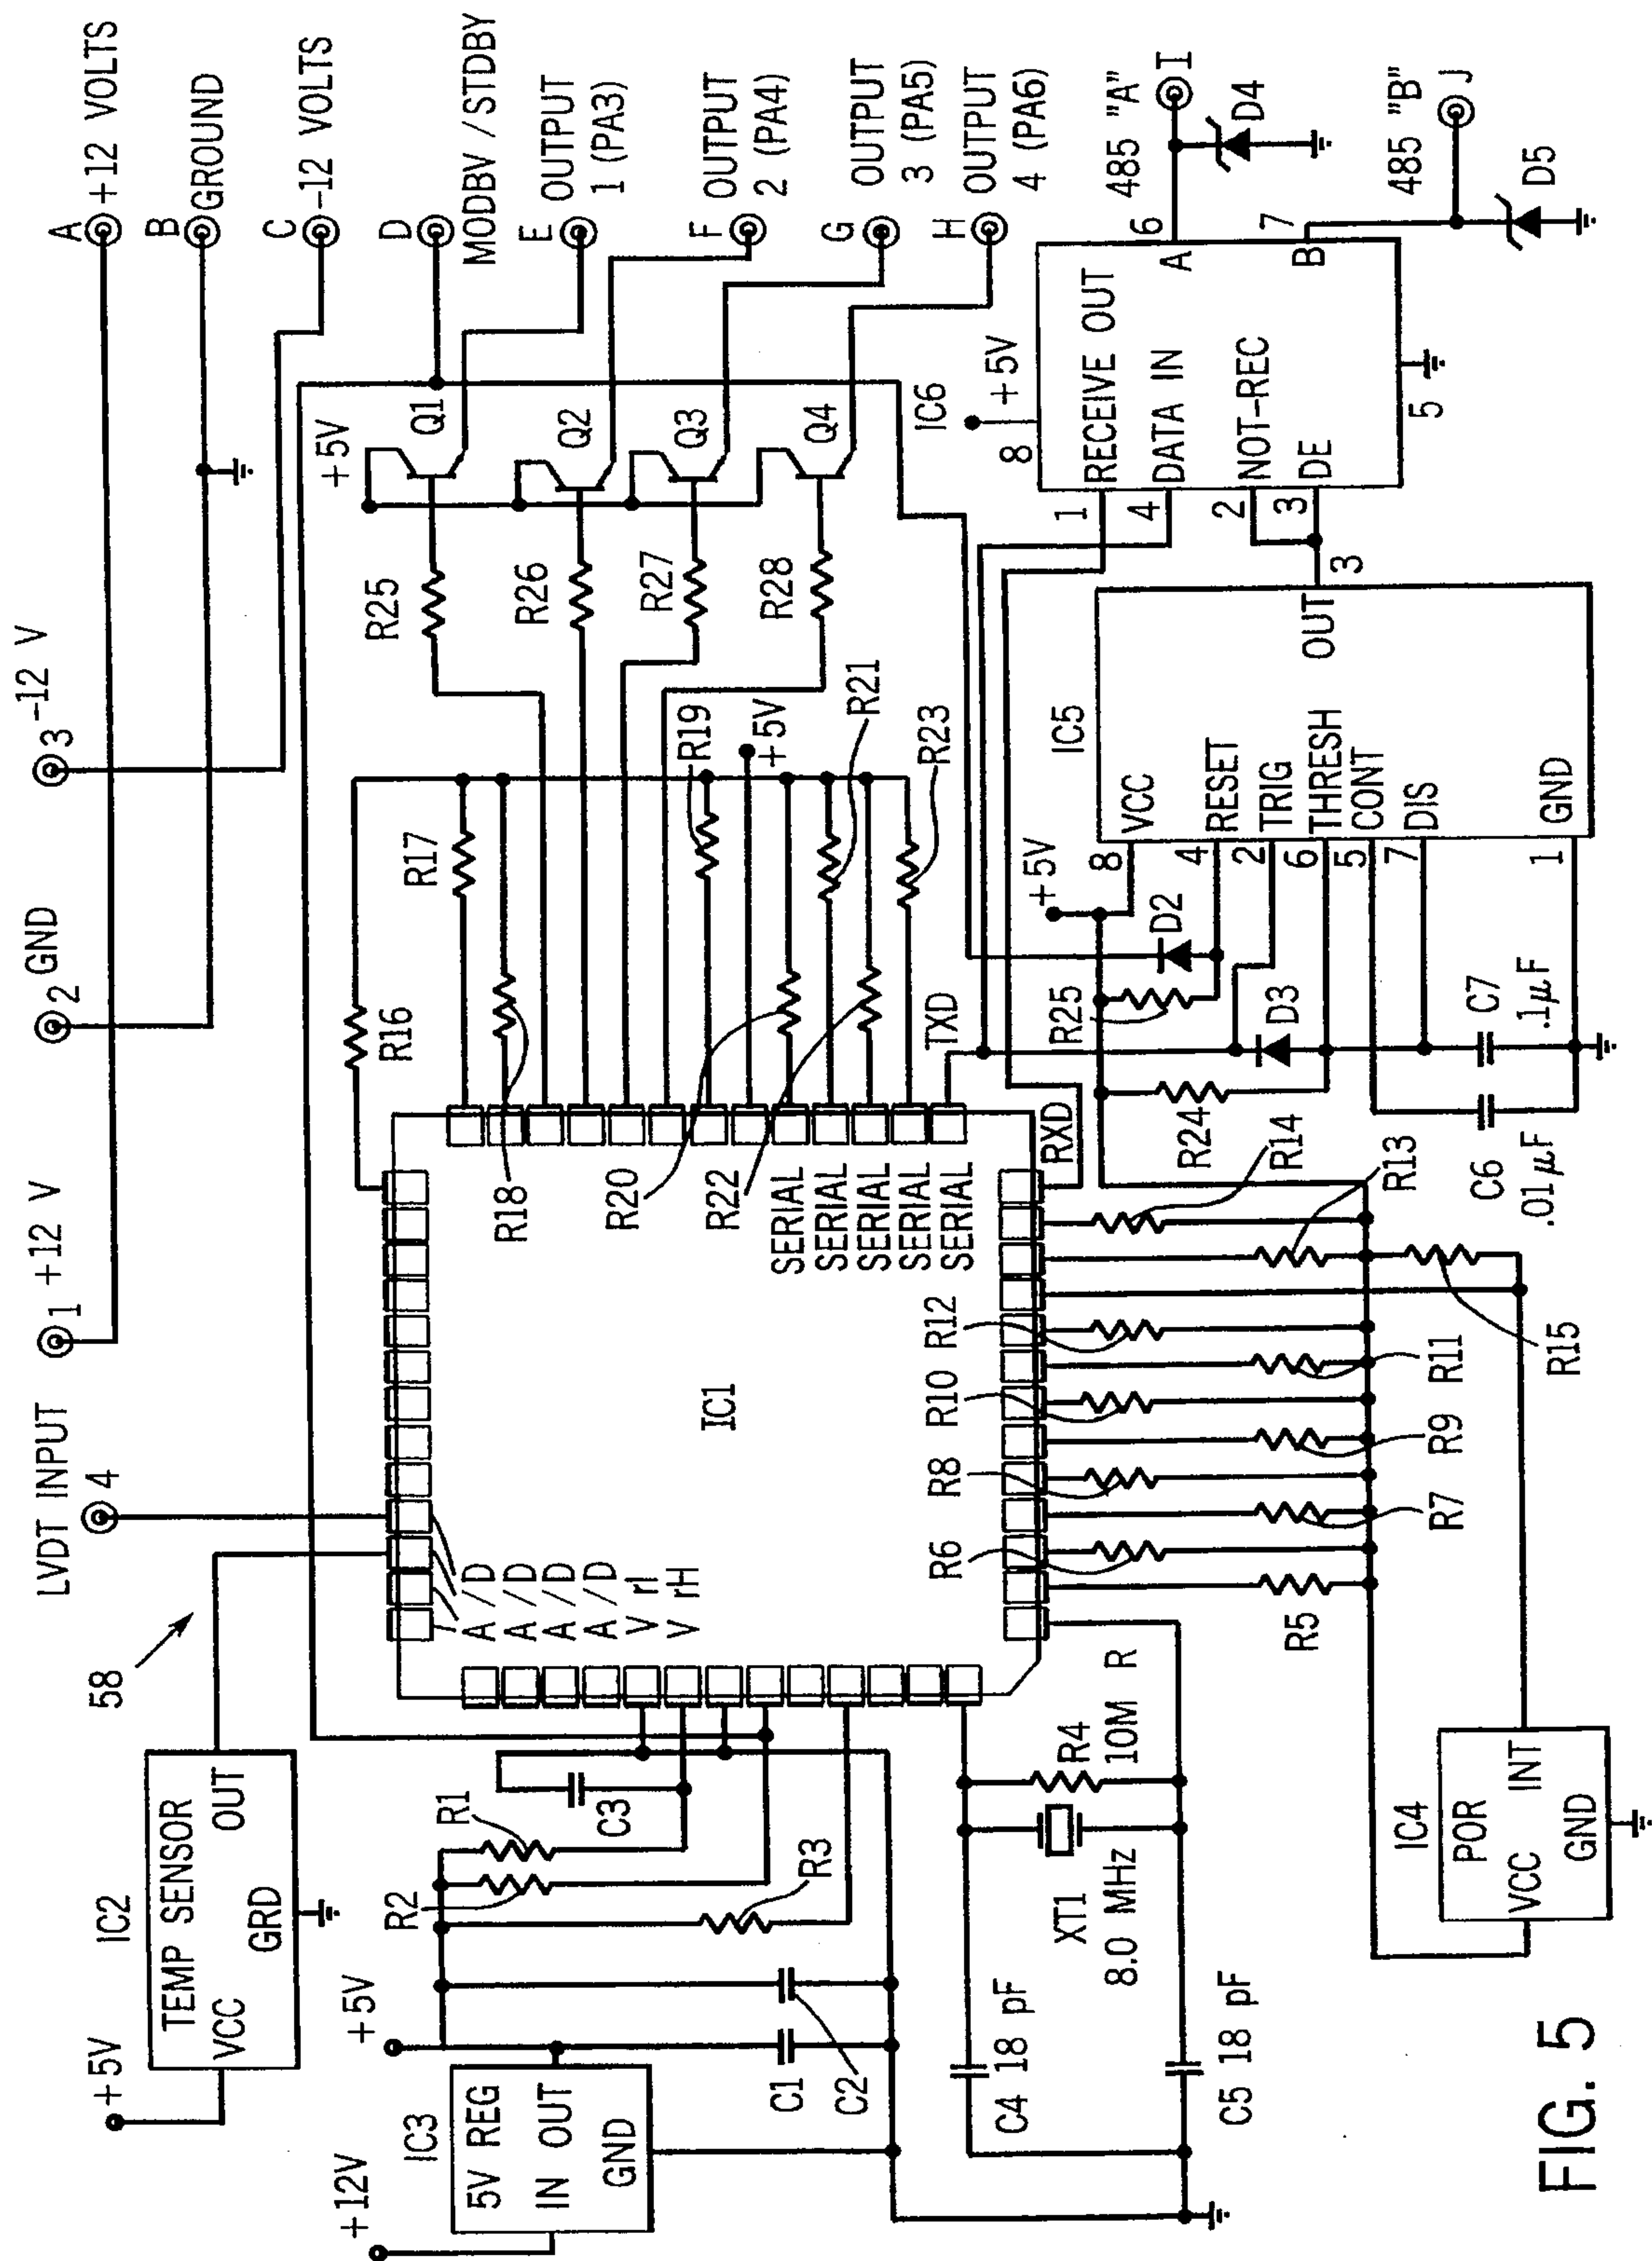 LVDT INPUT
4
1 +12 V
2 GND
3 -12 V
58
A
+12 VOLTS
B
GROUND
C
-12 VOLTS
D
MODBV / STDBY
E
OUTPUT
1 (PA3)
F
OUTPUT
2 (PA4)
G
OUTPUT
3 (PA5)
H
OUTPUT
4 (PA6)
+5V
IC2
TEMP SENSOR
VCC
OUT
GRD
+12V
IC3
5V REG
IN OUT
GND
+5V
R2
R1
R3
C3
C1
C2
A/D
A/D
A/D
A/D
V rl
V rH
IC1
SERIAL
SERIAL
SERIAL
SERIAL
SERIAL
R16
R17
R18
R19
+5V
R20
R21
R22
R23
TXD
RXD
R25
R26
R27
R28
+5V
Q1
Q2
Q3
Q4
C4 18 pF
C5 18 pF
XT1
8.0 MHz
R4
10M R
R5
R6
R7
R8
R9
R10
R11
R12
R13
R14
R15
IC4
POR
VCC
INT
GND
R24
R25
D2
D3
C6
.01 µF
C7
.1µF
+5V
IC5
8
VCC
4
RESET
2
TRIG
6
THRESH
5
CONT
7
DIS
1
GND
OUT
3
IC6
8
+5V
1
RECEIVE OUT
4
DATA IN
2
NOT-REC
3
DE
5
A
6
B
7
485 "A"
I
D4
485 "B"
J
D5
FIG. 5